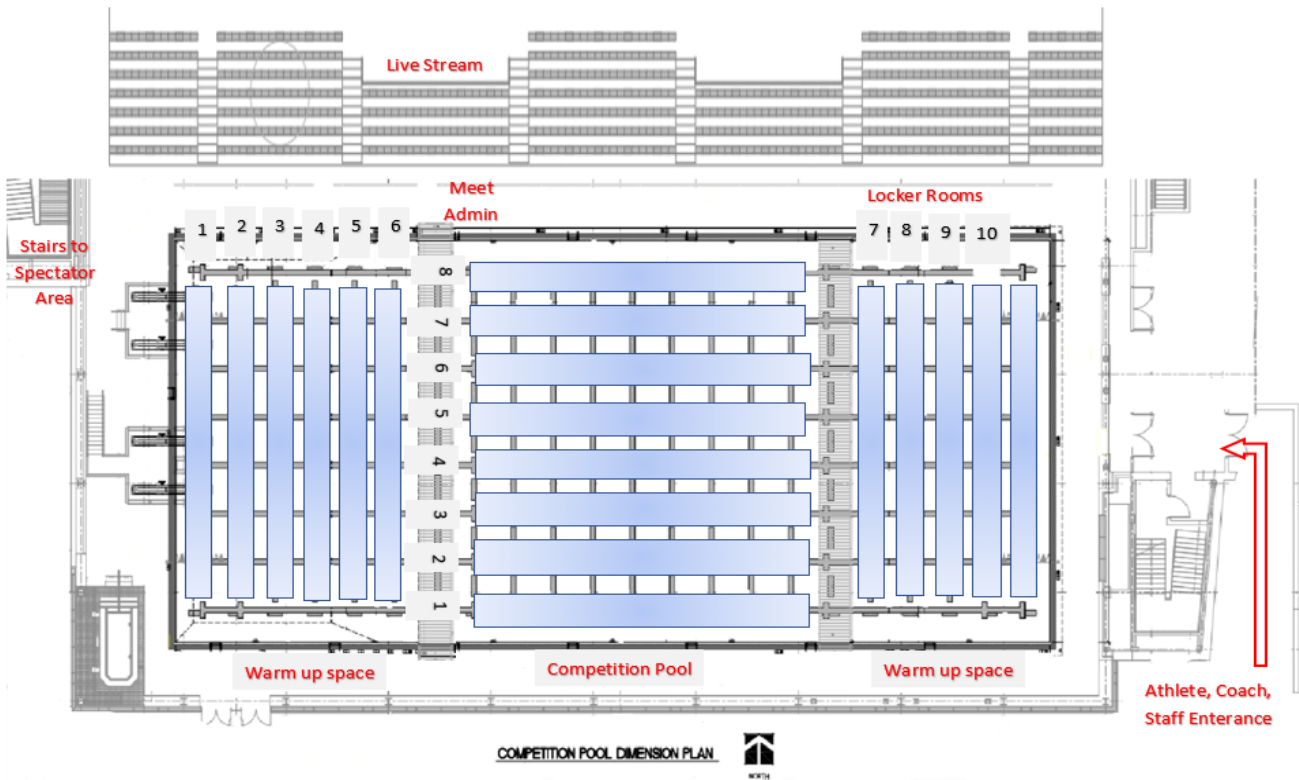 Live Stream
Meet
Admin
Locker Rooms
1 2 3 4 5 6
7 8 9 10
Stairs to
Spectator
Area
8
7
6
5
4
3
2
1
Warm up space
Competition Pool
Warm up space
Athlete, Coach,
Staff Enterance
COMPETITION POOL DIMENSION PLAN
NORTH